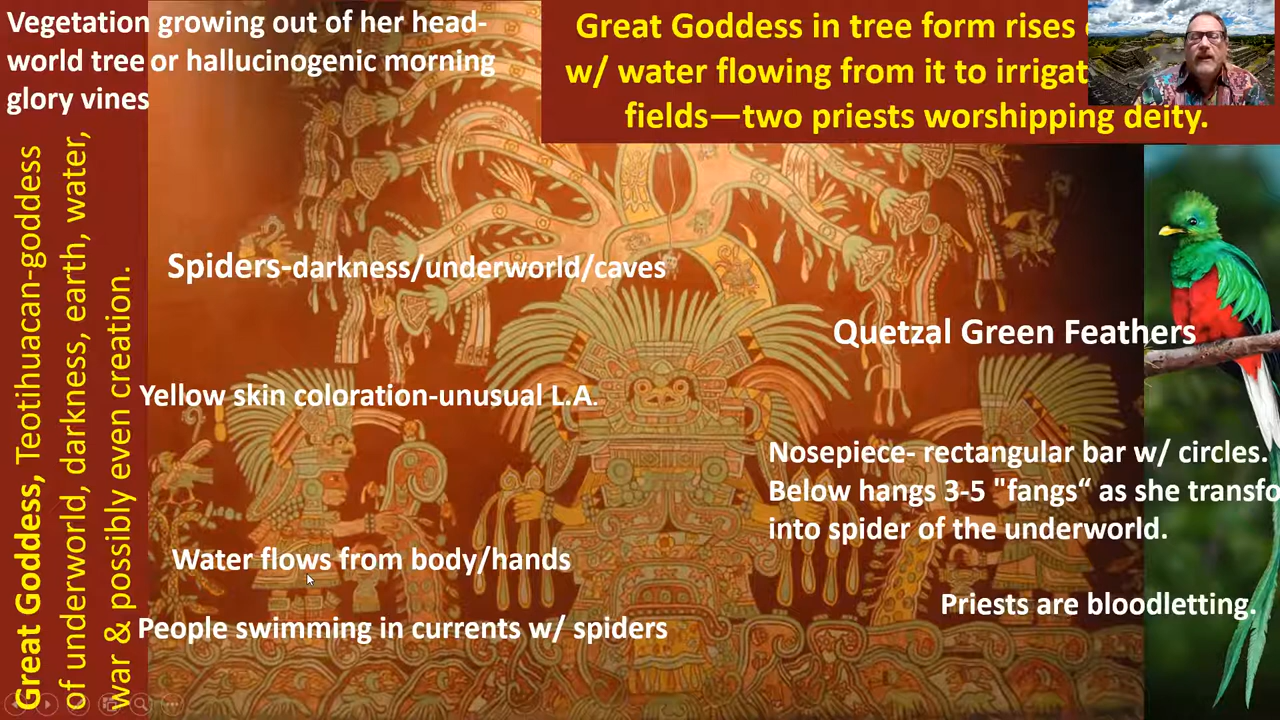 Vegetation growing out of her head-
world tree or hallucinogenic morning
glory vines
Great Goddess in tree form rises
w/ water flowing from it to irrigat
fields—two priests worshipping deity.
Great Goddess, Teotihuacan-goddess
of underworld, darkness, earth, water,
war & possibly even creation.
Spiders-darkness/underworld/caves
Quetzal Green Feathers
Yellow skin coloration-unusual L.A.
Nosepiece- rectangular bar w/ circles.
Below hangs 3-5 "fangs“ as she transfo
into spider of the underworld.
Water flows from body/hands
Priests are bloodletting.
People swimming in currents w/ spiders